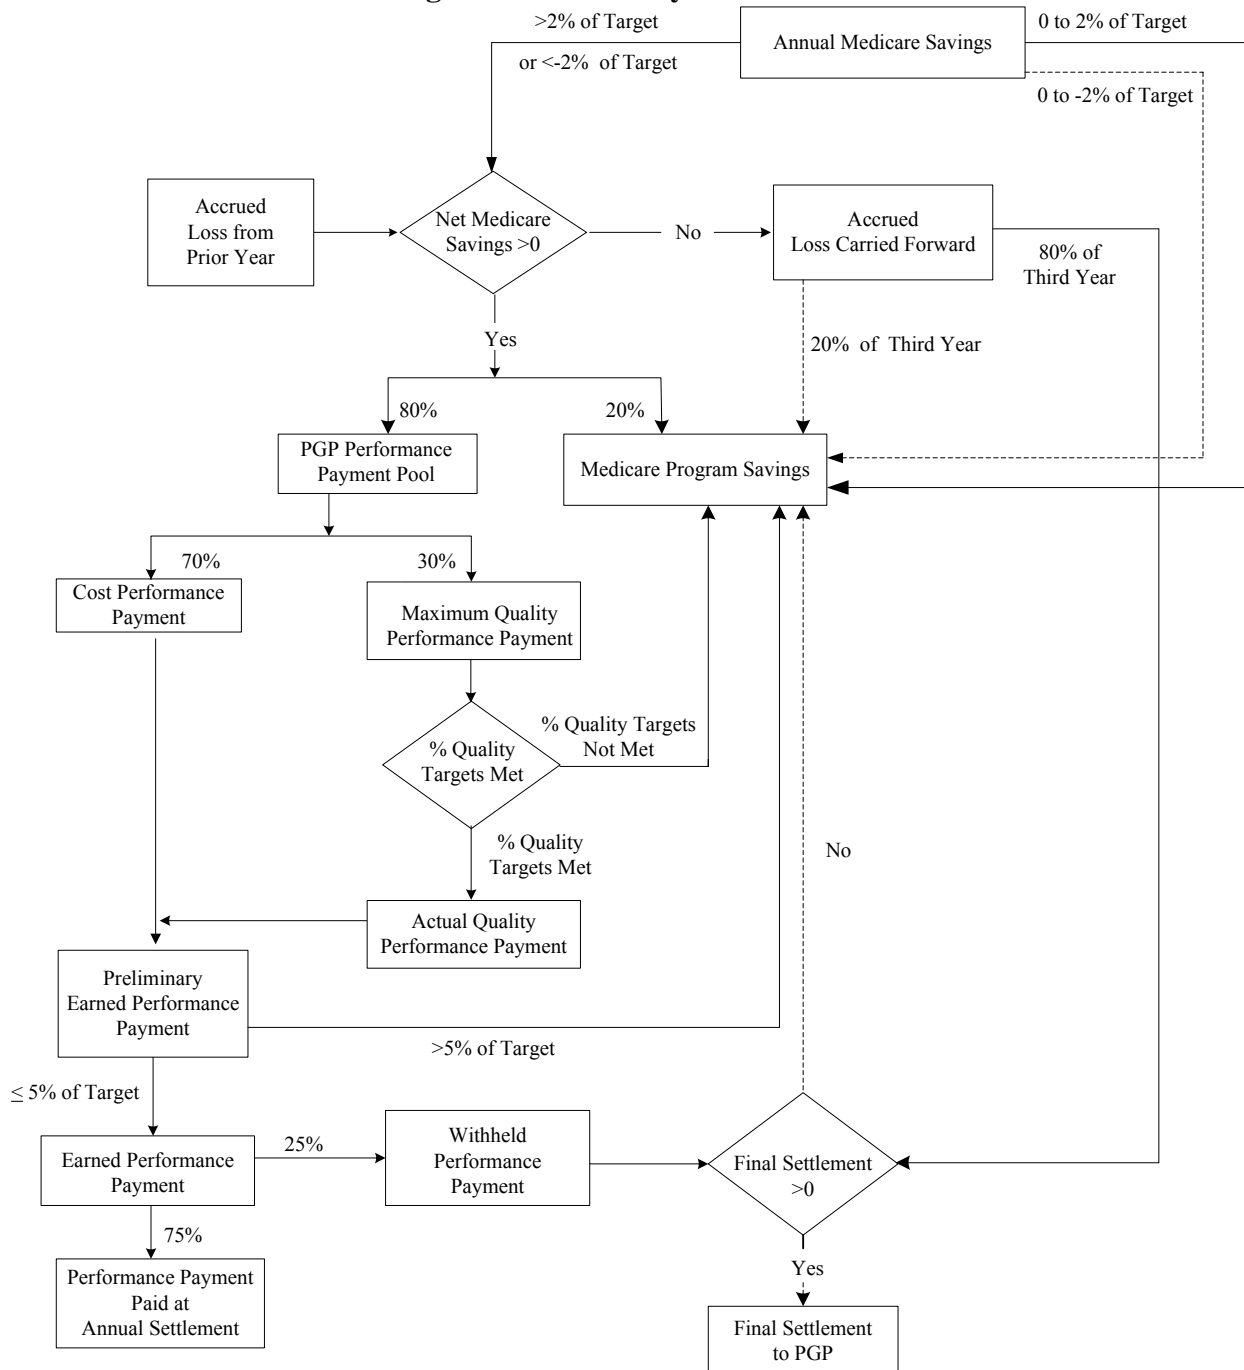 >2% of Target
or <-2% of Target
Annual Medicare Savings
0 to 2% of Target
0 to -2% of Target
Accrued
Loss from
Prior Year
Net Medicare
Savings >0
No
Accrued
Loss Carried Forward
80% of
Third Year
Yes
20% of Third Year
80%
20%
PGP Performance
Payment Pool
Medicare Program Savings
70%
30%
Cost Performance
Payment
Maximum Quality
Performance Payment
% Quality
Targets Met
% Quality Targets
Not Met
% Quality
Targets Met
No
Actual Quality
Performance Payment
Preliminary
Earned Performance
Payment
>5% of Target
≤ 5% of Target
Earned Performance
Payment
25%
Withheld
Performance
Payment
Final Settlement
>0
75%
Yes
Performance Payment
Paid at
Annual Settlement
Final Settlement
to PGP